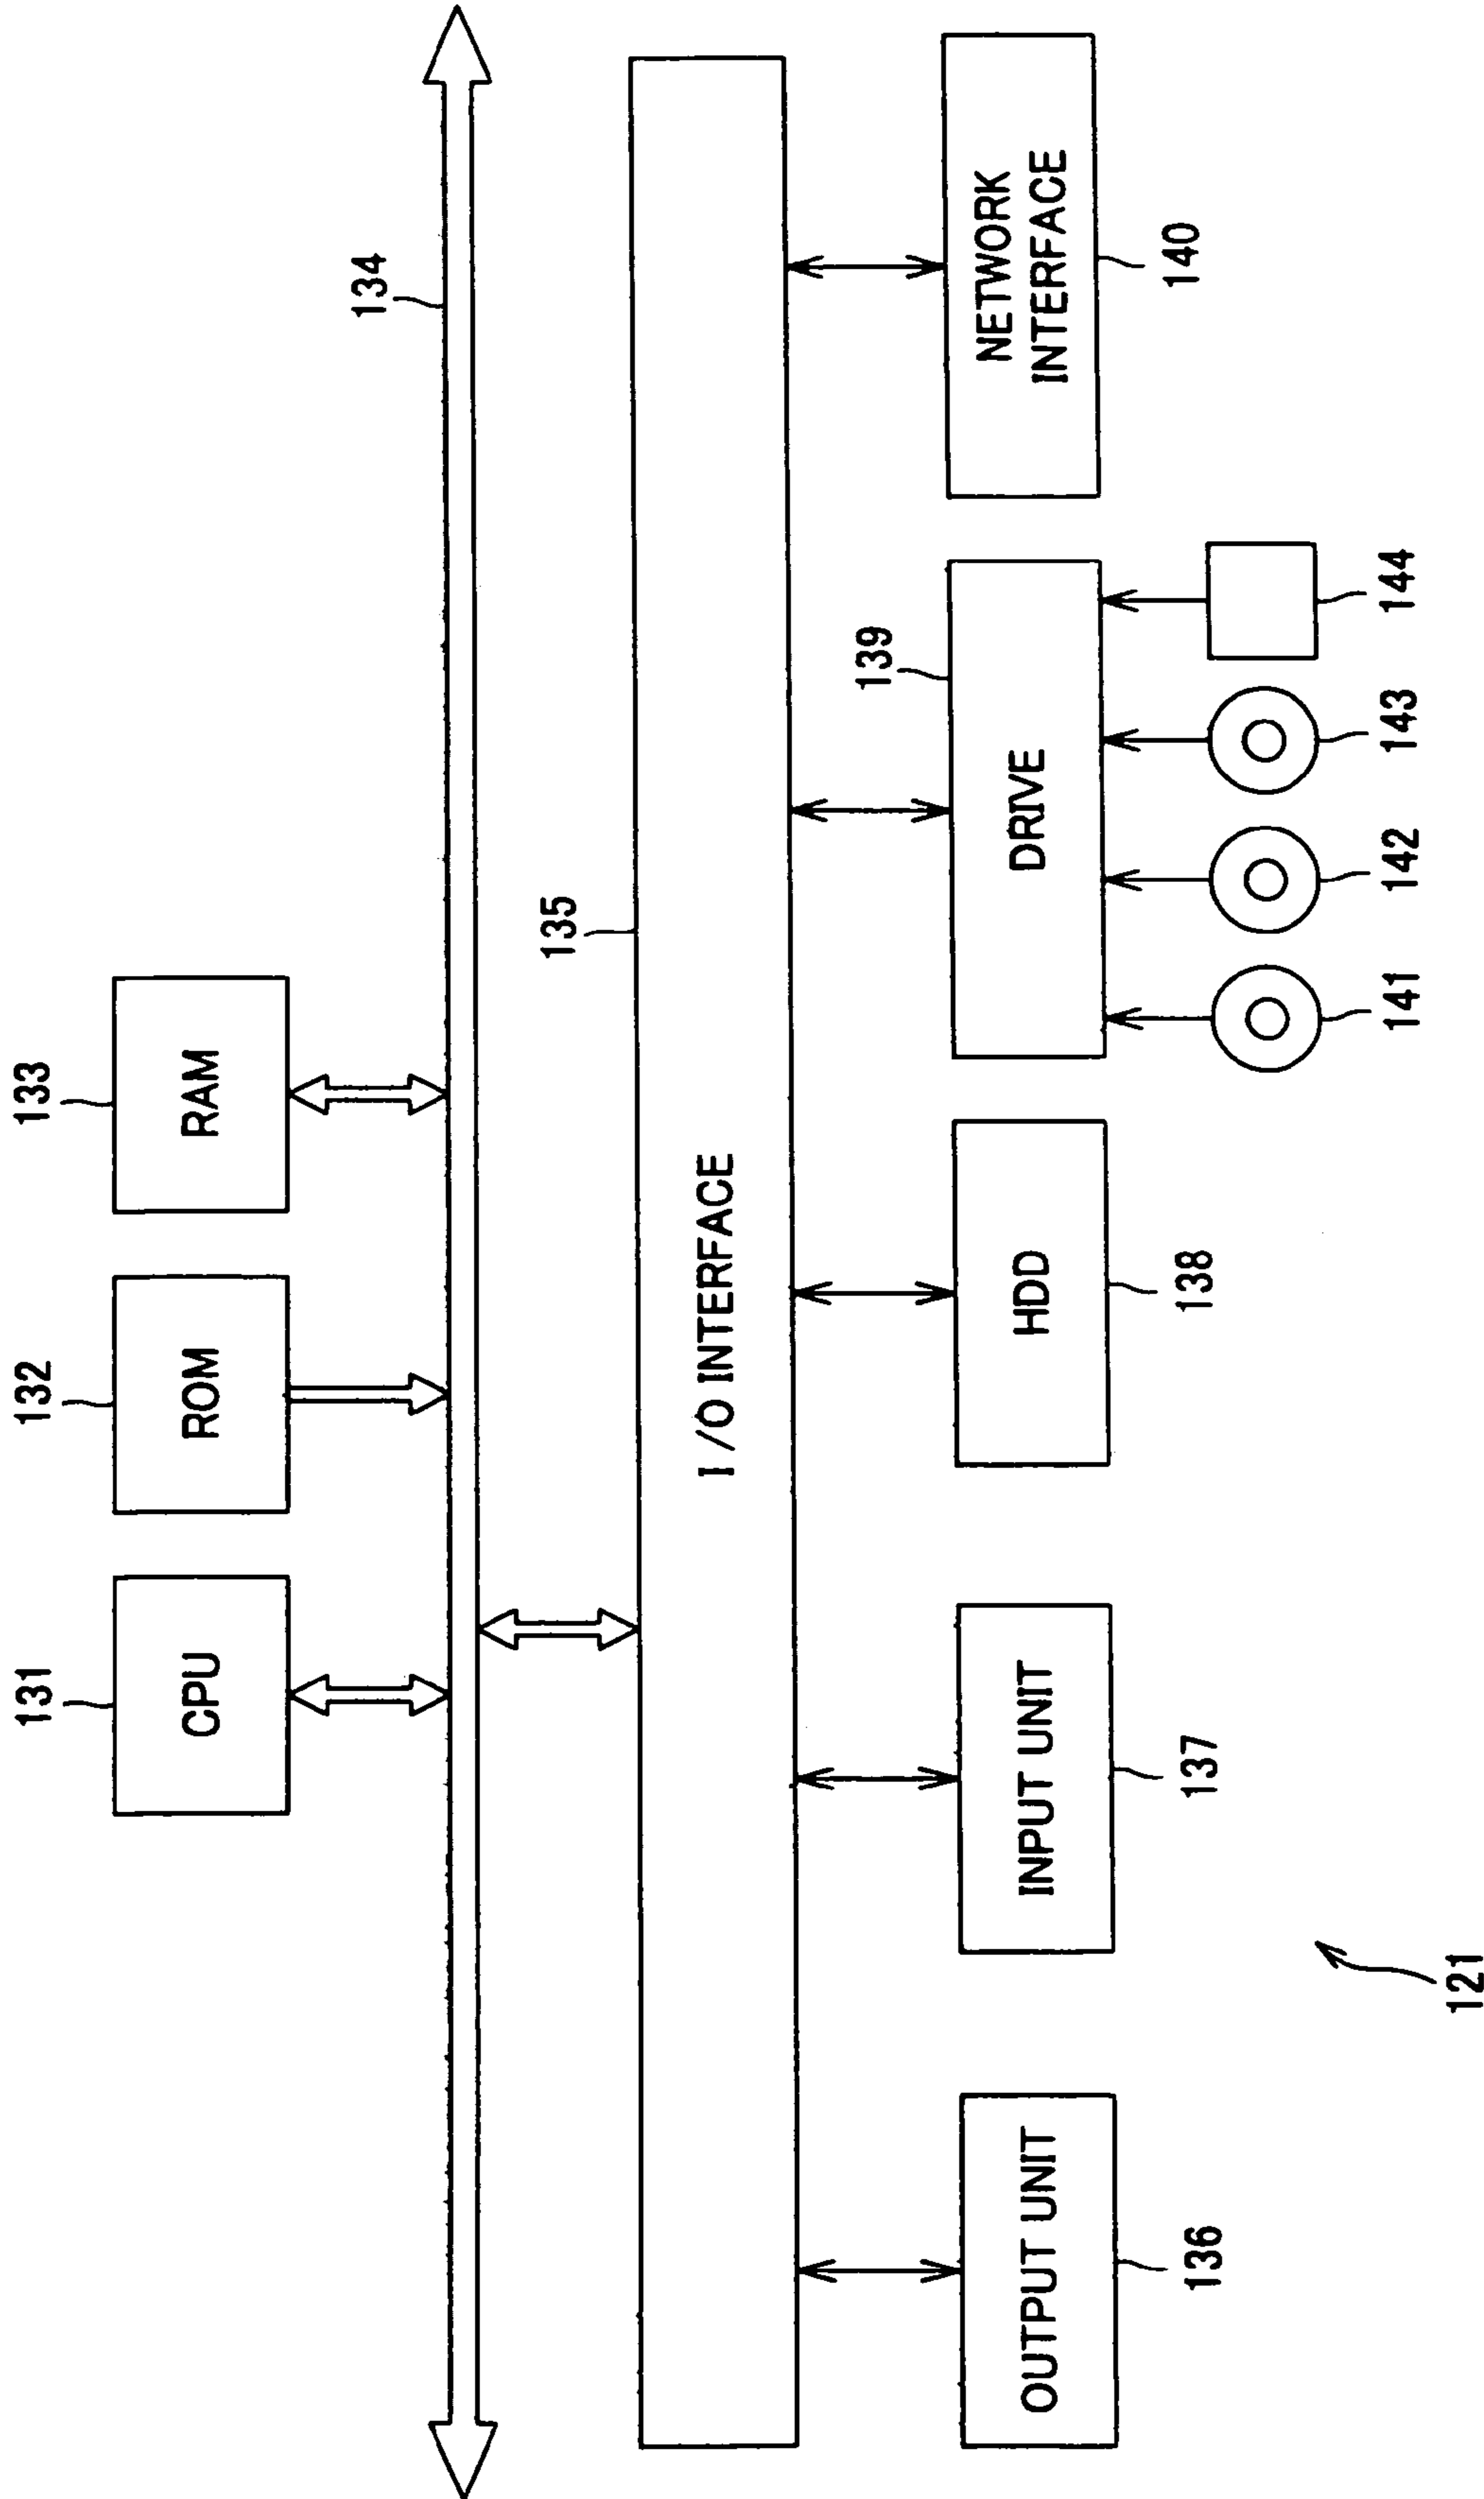 131
132
133
CPU
ROM
RAM
134
135
I/O INTERFACE
139
OUTPUT UNIT
INPUT UNIT
HDD
DRIVE
NETWORK
INTERFACE
136
137
138
140
141
142
143
144
121